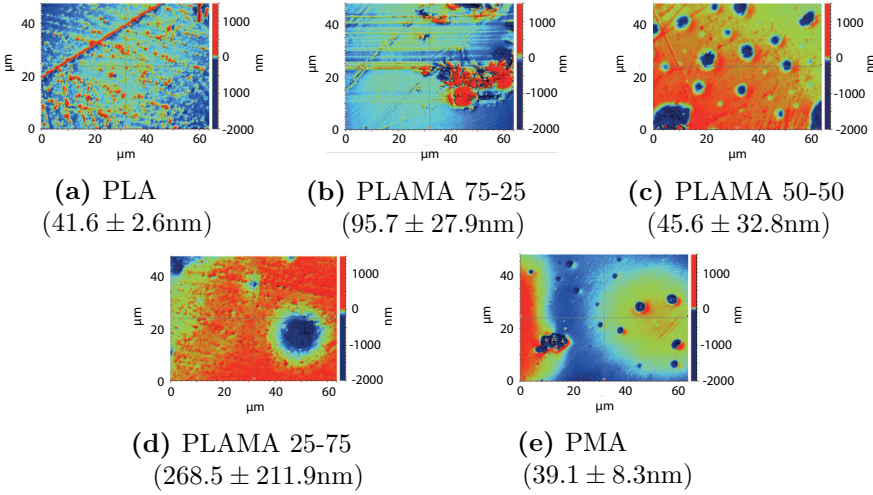 40
20
0
µm
0 20 40 60
µm
1000
0
-1000
-2000
nm
(a) PLA
(41.6 ± 2.6nm)
40
20
0
µm
0 20 40 60
µm
1000
0
-1000
-2000
nm
(b) PLAMA 75-25
(95.7 ± 27.9nm)
40
20
0
µm
0 20 40 60
µm
1000
0
-1000
-2000
nm
(c) PLAMA 50-50
(45.6 ± 32.8nm)
40
20
0
µm
0 20 40 60
µm
1000
0
-1000
-2000
nm
(d) PLAMA 25-75
(268.5 ± 211.9nm)
40
20
0
µm
0 20 40 60
µm
1000
0
-1000
-2000
nm
(e) PMA
(39.1 ± 8.3nm)